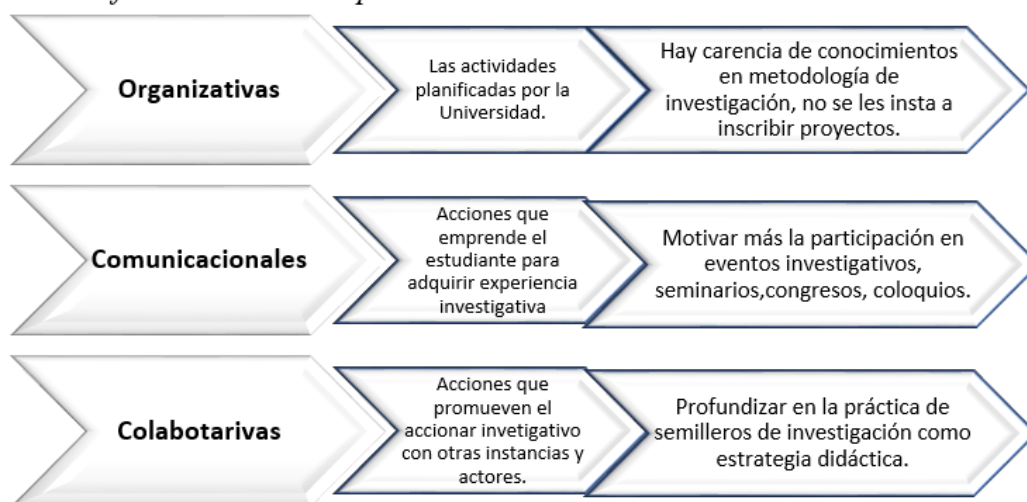 Organizativas
Las actividades
planificadas por la
Universidad.
Hay carencia de conocimientos
en metodología de
investigación, no se les insta a
inscribir proyectos.
Comunicacionales
Acciones que
emprende el
estudiante para
adquirir experiencia
investigativa
Motivar más la participación en
eventos investigativos,
seminarios,congresos, coloquios.
Colabotarivas
Acciones que
promueven el
accionar invetigativo
con otras instancias y
actores.
Profundizar en la práctica de
semilleros de investigación como
estrategia didáctica.